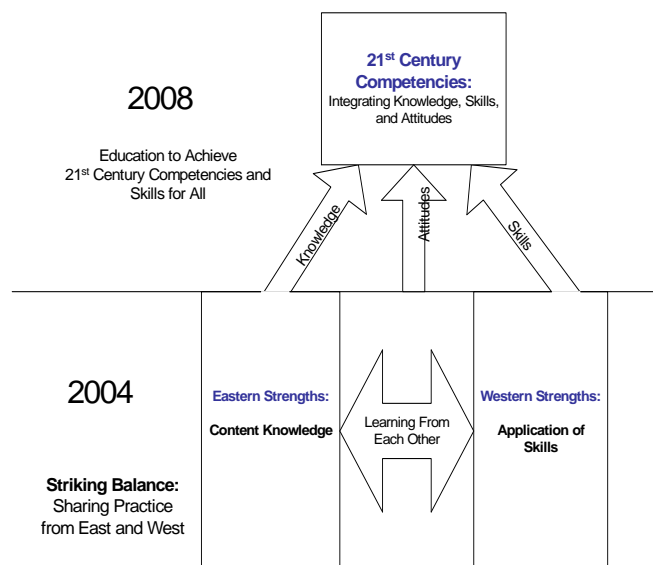 21st Century
Competencies:
Integrating Knowledge, Skills,
and Attitudes
2008
Education to Achieve
21st Century Competencies and
Skills for All
Knowledge
Attitudes
Skills
2004
Striking Balance:
Sharing Practice
from East and West
Eastern Strengths:
Content Knowledge
Learning From
Each Other
Western Strengths:
Application of
Skills